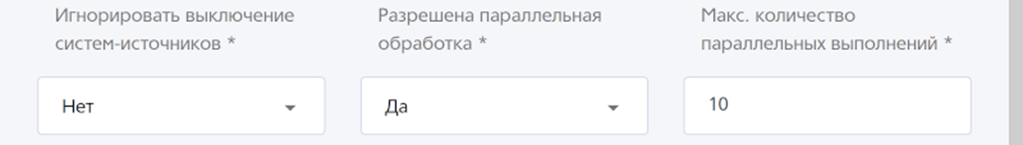 Игнорировать выключение
систем-источников *
Разрешена параллельная
обработка *
Макс. количество
параллельных выполнений *
Нет
Да
10